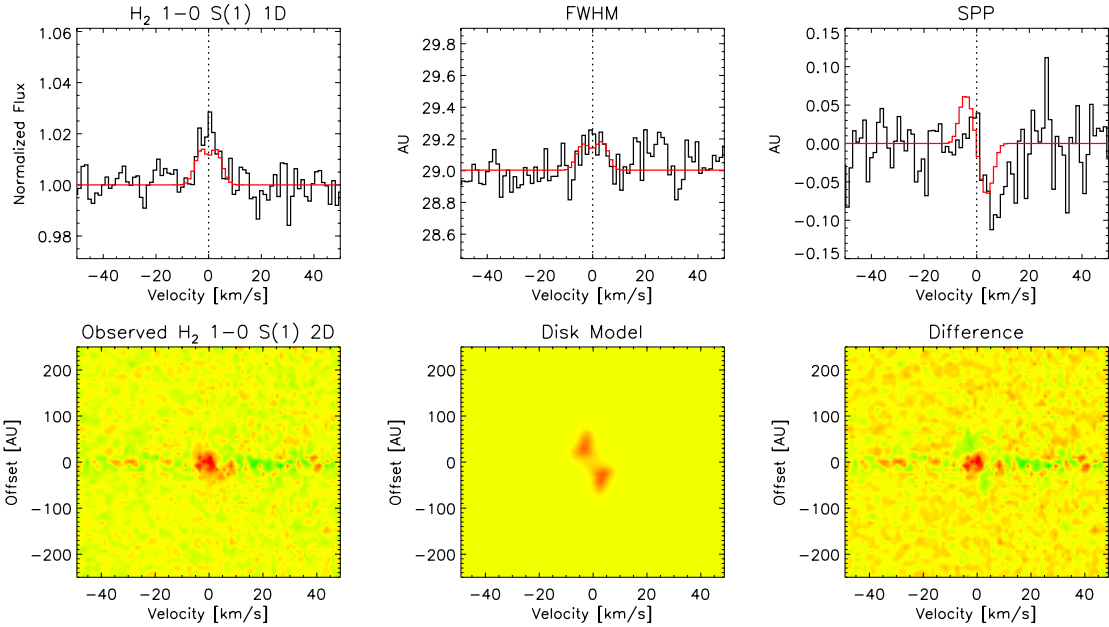 H₂ 1−0 S(1) 1D
FWHM
SPP
1.06
1.04
1.02
1.00
0.98
Normalized Flux
−40 −20 0 20 40
Velocity [km/s]
29.8
29.6
29.4
29.2
29.0
28.8
28.6
AU
−40 −20 0 20 40
Velocity [km/s]
0.15
0.10
0.05
0.00
−0.05
−0.10
−0.15
AU
−40 −20 0 20 40
Velocity [km/s]
Observed H₂ 1−0 S(1) 2D
Disk Model
Difference
200
100
0
−100
−200
Offset [AU]
−40 −20 0 20 40
Velocity [km/s]
200
100
0
−100
−200
Offset [AU]
−40 −20 0 20 40
Velocity [km/s]
200
100
0
−100
−200
Offset [AU]
−40 −20 0 20 40
Velocity [km/s]